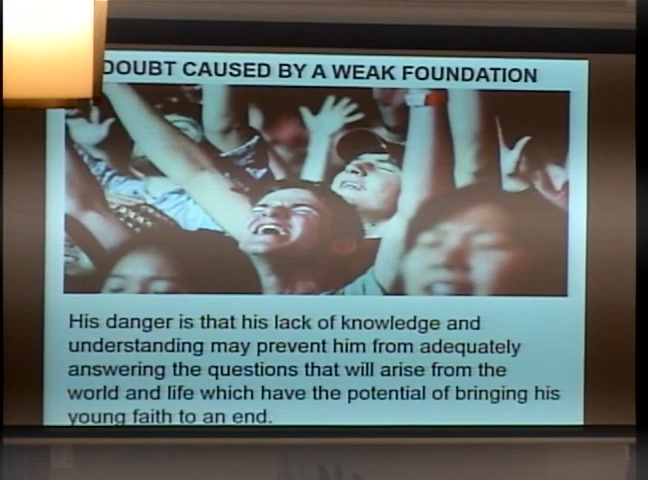 DOUBT CAUSED BY A WEAK FOUNDATION
His danger is that his lack of knowledge and
understanding may prevent him from adequately
answering the questions that will arise from the
world and life which have the potential of bringing his
young faith to an end.